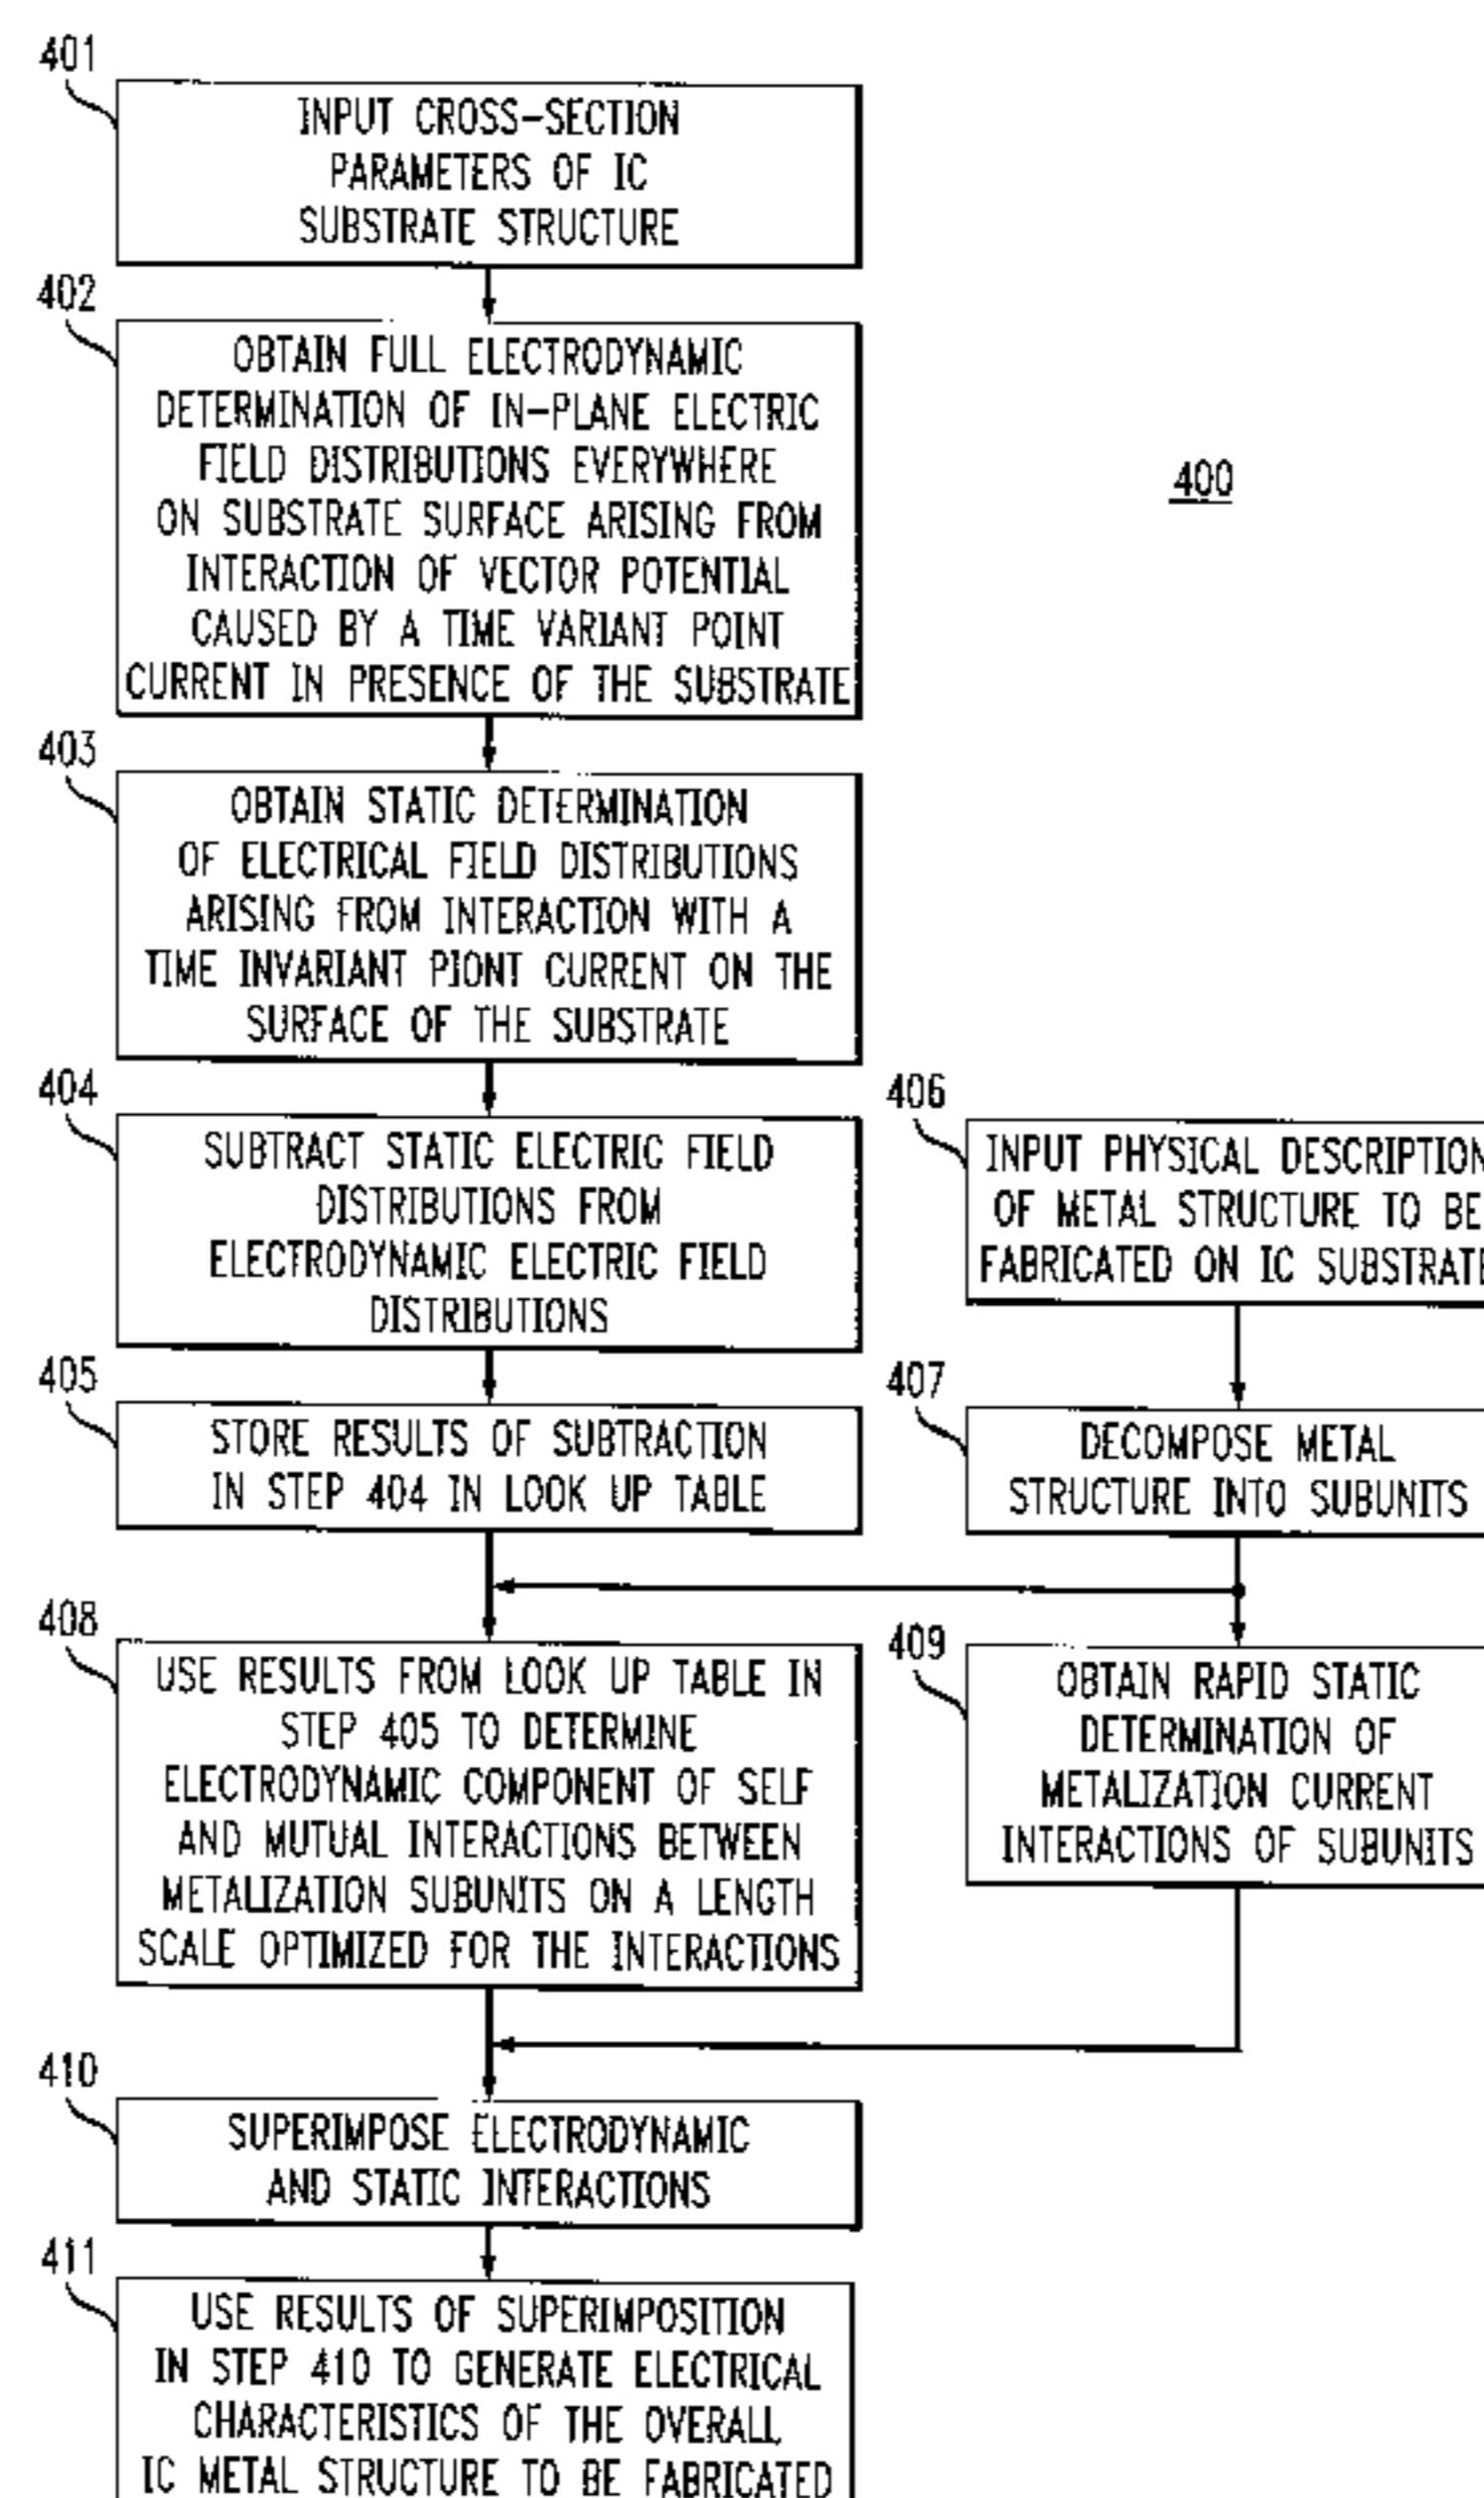 401
INPUT CROSS-SECTION
PARAMETERS OF IC
SUBSTRATE STRUCTURE
402
OBTAIN FULL ELECTRODYNAMIC
DETERMINATION OF IN-PLANE ELECTRIC
FIELD DISTRIBUTIONS EVERYWHERE
ON SUBSTRATE SURFACE ARISING FROM
INTERACTION OF VECTOR POTENTIAL
CAUSED BY A TIME VARIANT POINT
CURRENT IN PRESENCE OF THE SUBSTRATE
400
403
OBTAIN STATIC DETERMINATION
OF ELECTRICAL FIELD DISTRIBUTIONS
ARISING FROM INTERACTION WITH A
TIME INVARIANT PIONT CURRENT ON THE
SURFACE OF THE SUBSTRATE
404
SUBTRACT STATIC ELECTRIC FIELD
DISTRIBUTIONS FROM
ELECTRODYNAMIC ELECTRIC FIELD
DISTRIBUTIONS
406
INPUT PHYSICAL DESCRIPTION
OF METAL STRUCTURE TO BE
FABRICATED ON IC SUBSTRATE
405
STORE RESULTS OF SUBTRACTION
IN STEP 404 IN LOOK UP TABLE
407
DECOMPOSE METAL
STRUCTURE INTO SUBUNITS
408
USE RESULTS FROM LOOK UP TABLE IN
STEP 405 TO DETERMINE
ELECTRODYNAMIC COMPONENT OF SELF
AND MUTUAL INTERACTIONS BETWEEN
METALIZATION SUBUNITS ON A LENGTH
SCALE OPTIMIZED FOR THE INTERACTIONS
409
OBTAIN RAPID STATIC
DETERMINATION OF
METALIZATION CURRENT
INTERACTIONS OF SUBUNITS
410
SUPERIMPOSE ELECTRODYNAMIC
AND STATIC INTERACTIONS
411
USE RESULTS OF SUPERIMPOSITION
IN STEP 410 TO GENERATE ELECTRICAL
CHARACTERISTICS OF THE OVERALL
IC METAL STRUCTURE TO BE FABRICATED